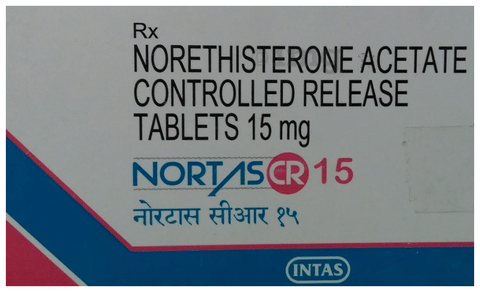 Rx
NORETHISTERONE ACETATE
CONTROLLED RELEASE
TABLETS 15 mg
NORTAS CR 15
नोरटास सीआर १५
INTAS